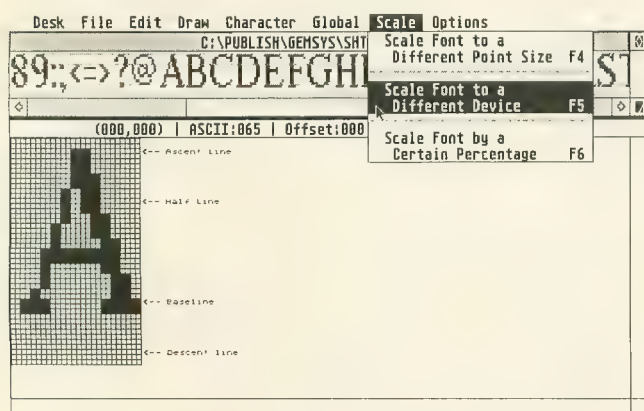 Desk File Edit Draw Character Global Scale Options
C:\PUBLISH\GEMSYS\SHT
89:;<=>?@ABCDEFGHI
ST
Scale Font to a
Different Point Size F4
Scale Font to a
Different Device F5
Scale Font by a
Certain Percentage F6
(000,000) | ASCII:065 | Offset:000
A
<-- Ascent Line
<-- Half Line
<-- Baseline
<-- Descent line